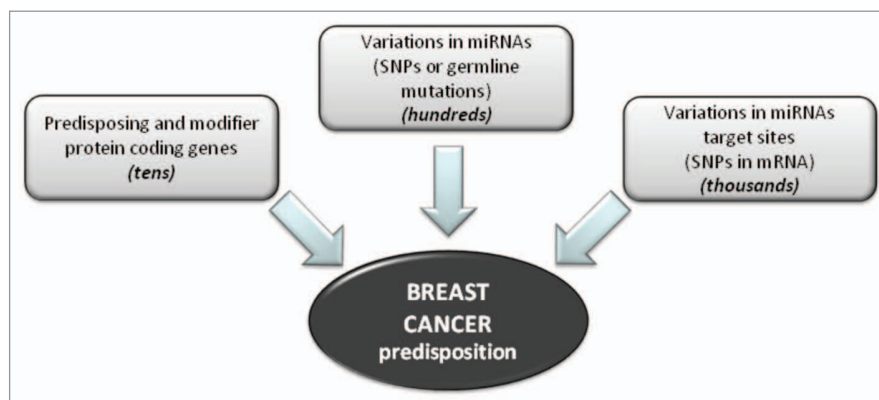 Predisposing and modifier
protein coding genes
(tens)
Variations in miRNAs
(SNPs or germline
mutations)
(hundreds)
Variations in miRNAs
target sites
(SNPs in mRNA)
(thousands)
BREAST
CANCER
predisposition